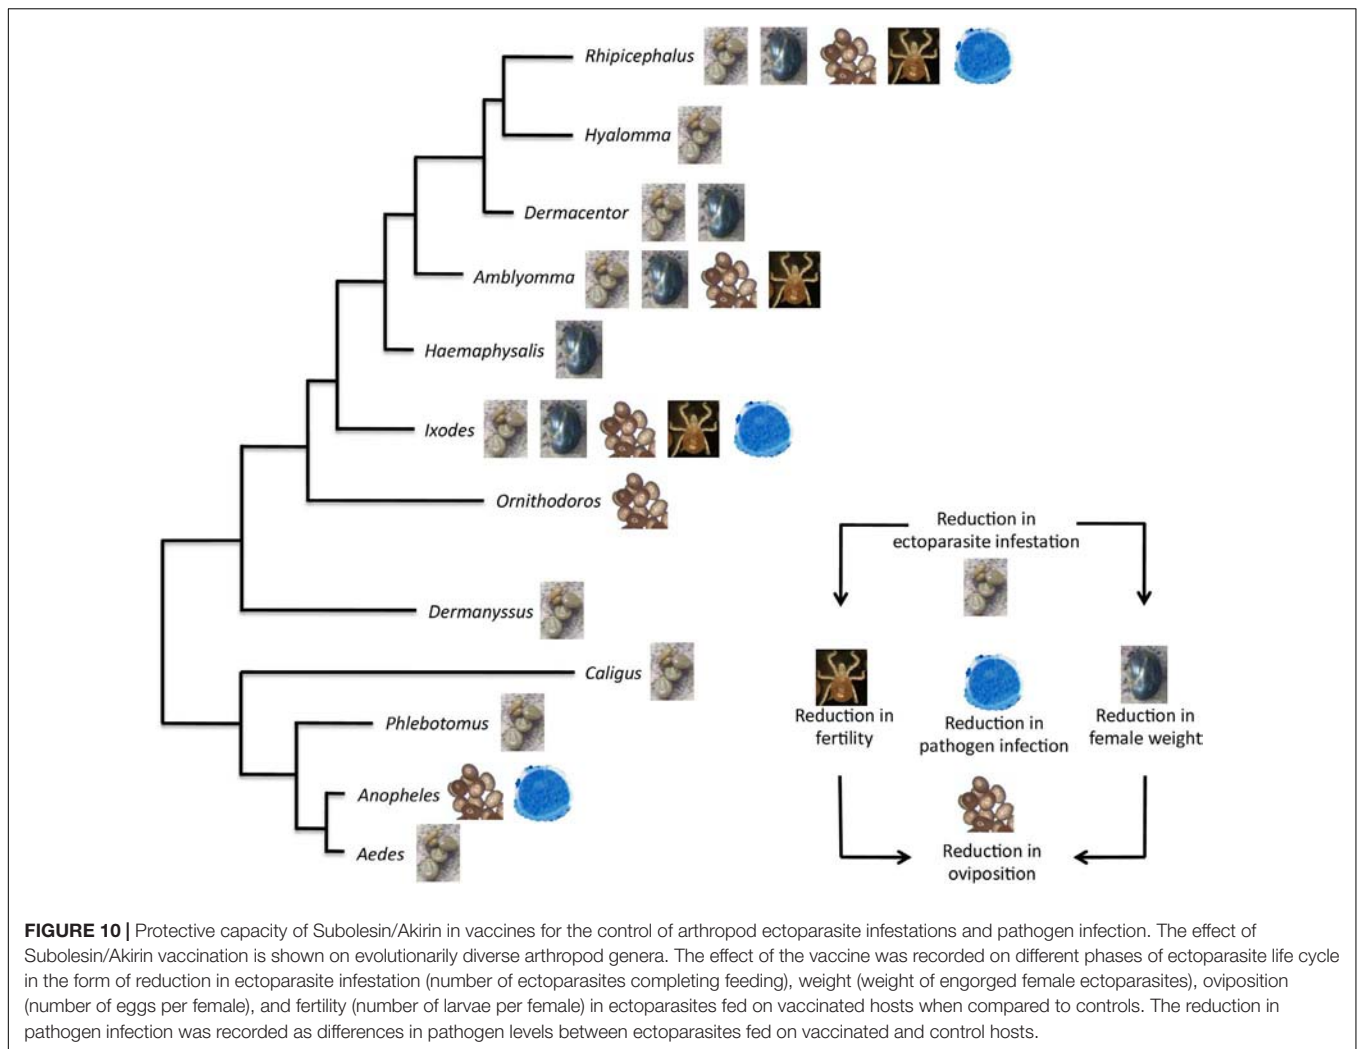 Rhipicephalus
Hyalomma
Dermacentor
Amblyomma
Haemaphysalis
Ixodes
Ornithodoros
Dermanyssus
Caligus
Phlebotomus
Anopheles
Aedes
Reduction in
ectoparasite infestation
Reduction in
fertility
Reduction in
pathogen infection
Reduction in
female weight
Reduction in
oviposition
FIGURE 10 | Protective capacity of Subolesin/Akirin in vaccines for the control of arthropod ectoparasite infestations and pathogen infection. The effect of
Subolesin/Akirin vaccination is shown on evolutionarily diverse arthropod genera. The effect of the vaccine was recorded on different phases of ectoparasite life cycle
in the form of reduction in ectoparasite infestation (number of ectoparasites completing feeding), weight (weight of engorged female ectoparasites), oviposition
(number of eggs per female), and fertility (number of larvae per female) in ectoparasites fed on vaccinated hosts when compared to controls. The reduction in
pathogen infection was recorded as differences in pathogen levels between ectoparasites fed on vaccinated and control hosts.